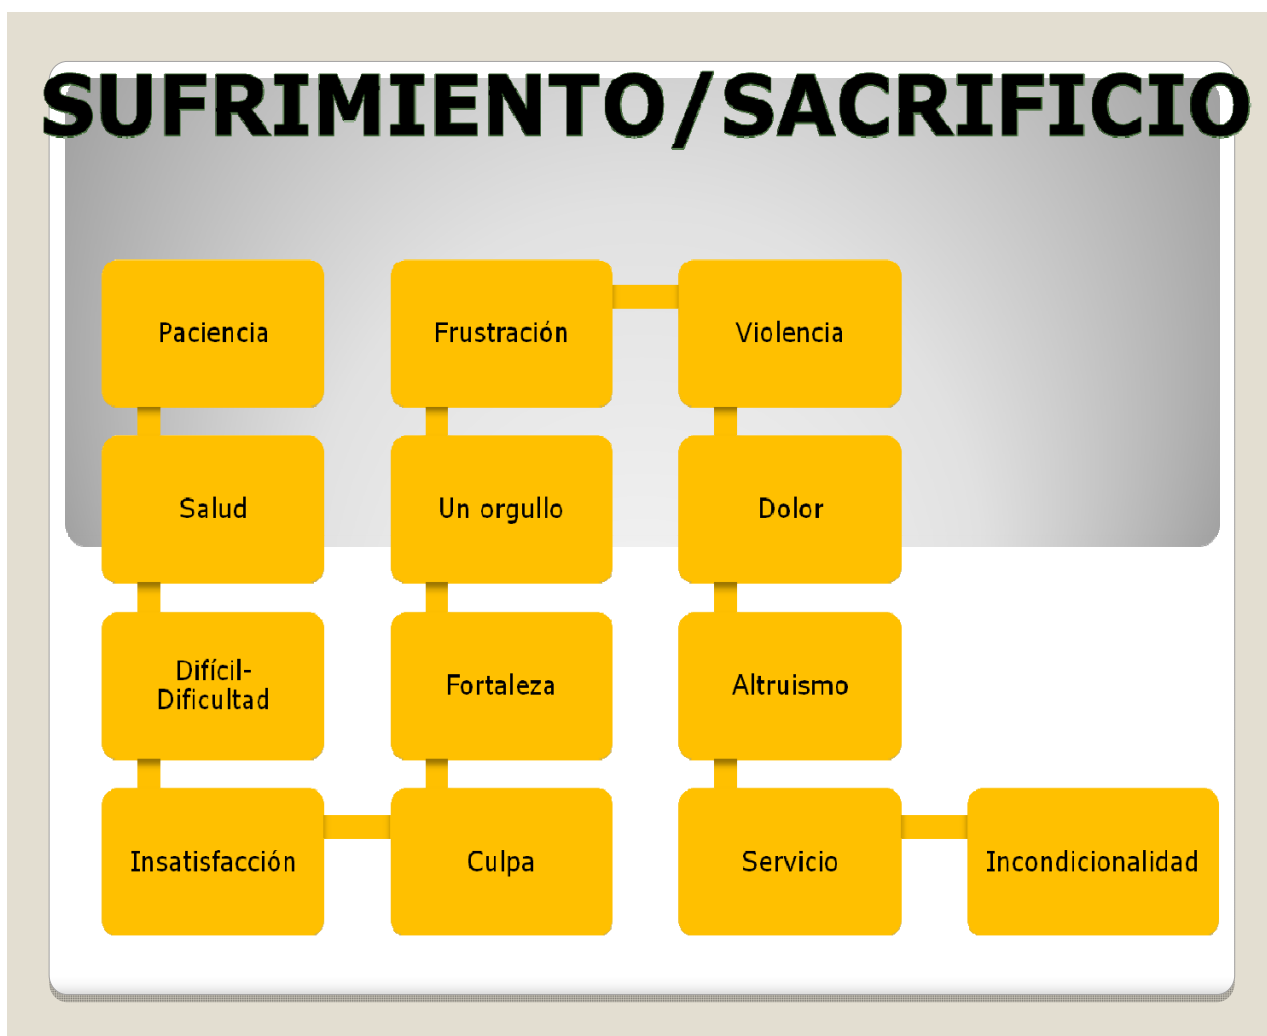 SUFRIMIENTO/SACRIFICIO
Paciencia
Salud
Difícil-
Dificultad
Insatisfacción
Culpa
Fortaleza
Un orgullo
Frustración
Violencia
Dolor
Altruismo
Servicio
Incondicionalidad